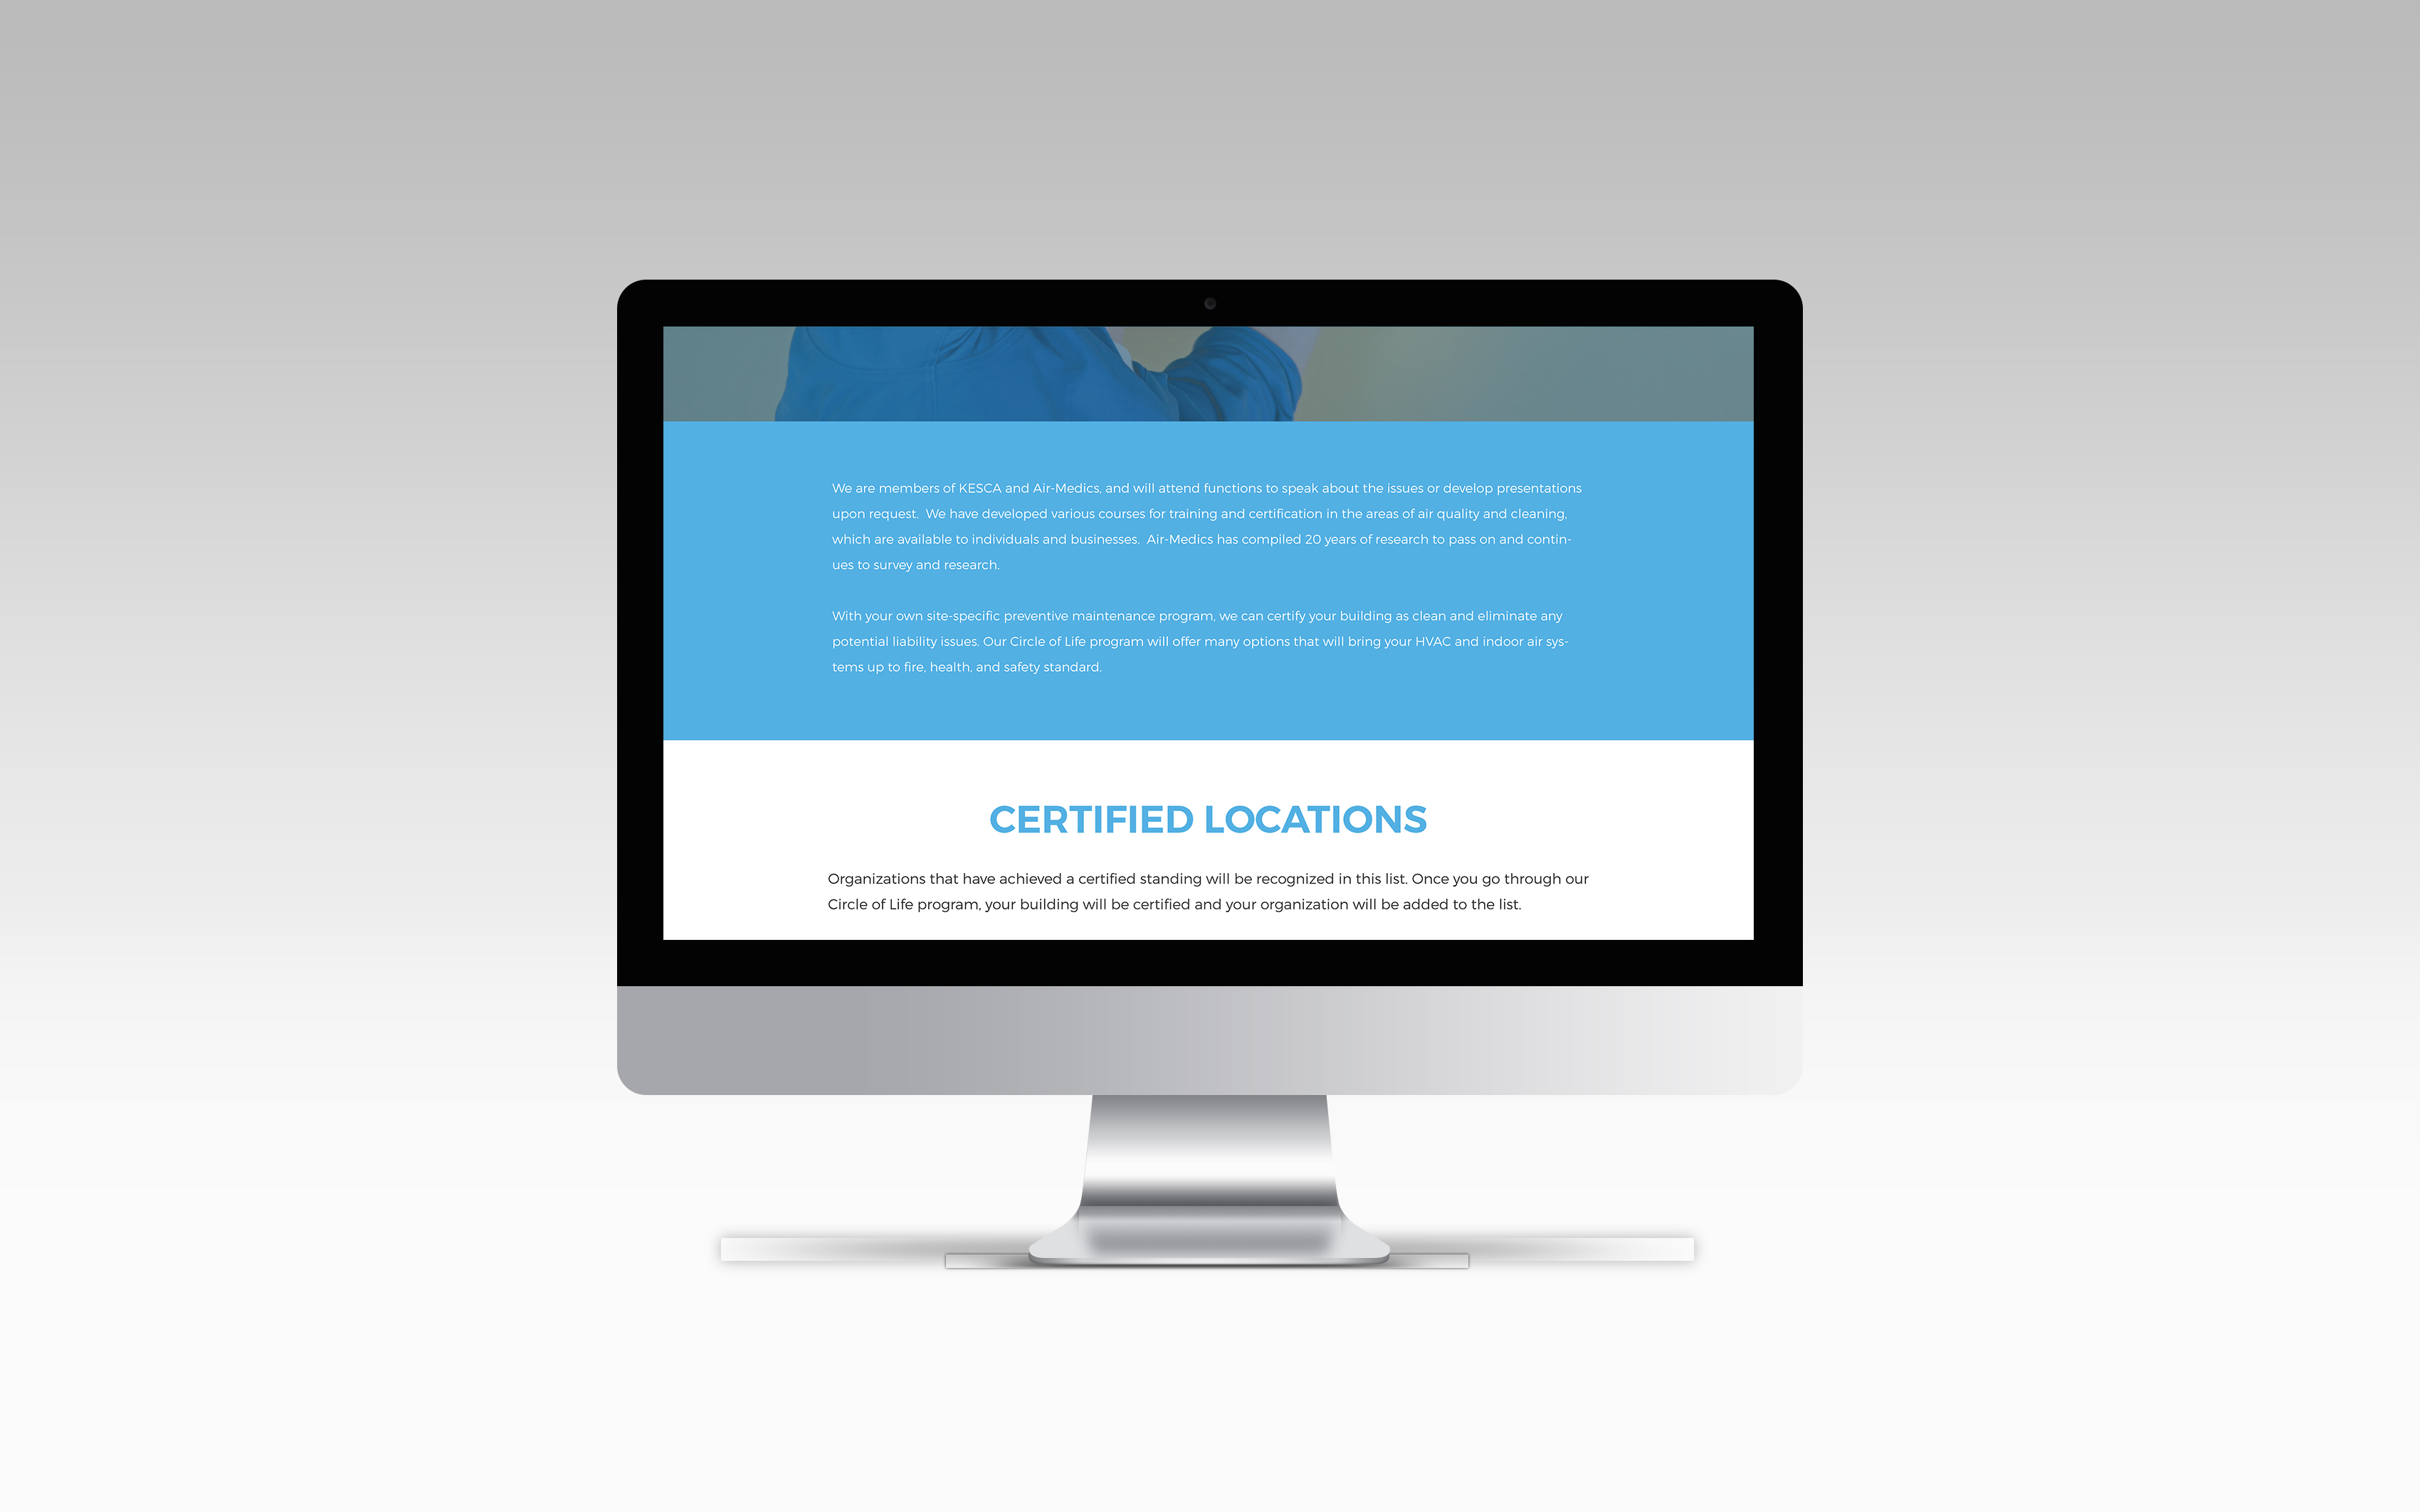 We are members of KESCA and Air-Medics, and will attend functions to speak about the issues or develop presentations
upon request.  We have developed various courses for training and certification in the areas of air quality and cleaning,
which are available to individuals and businesses.  Air-Medics has compiled 20 years of research to pass on and contin-
ues to survey and research.
With your own site-specific preventive maintenance program, we can certify your building as clean and eliminate any
potential liability issues. Our Circle of Life program will offer many options that will bring your HVAC and indoor air sys-
tems up to fire, health, and safety standard.
CERTIFIED LOCATIONS
Organizations that have achieved a certified standing will be recognized in this list. Once you go through our
Circle of Life program, your building will be certified and your organization will be added to the list.